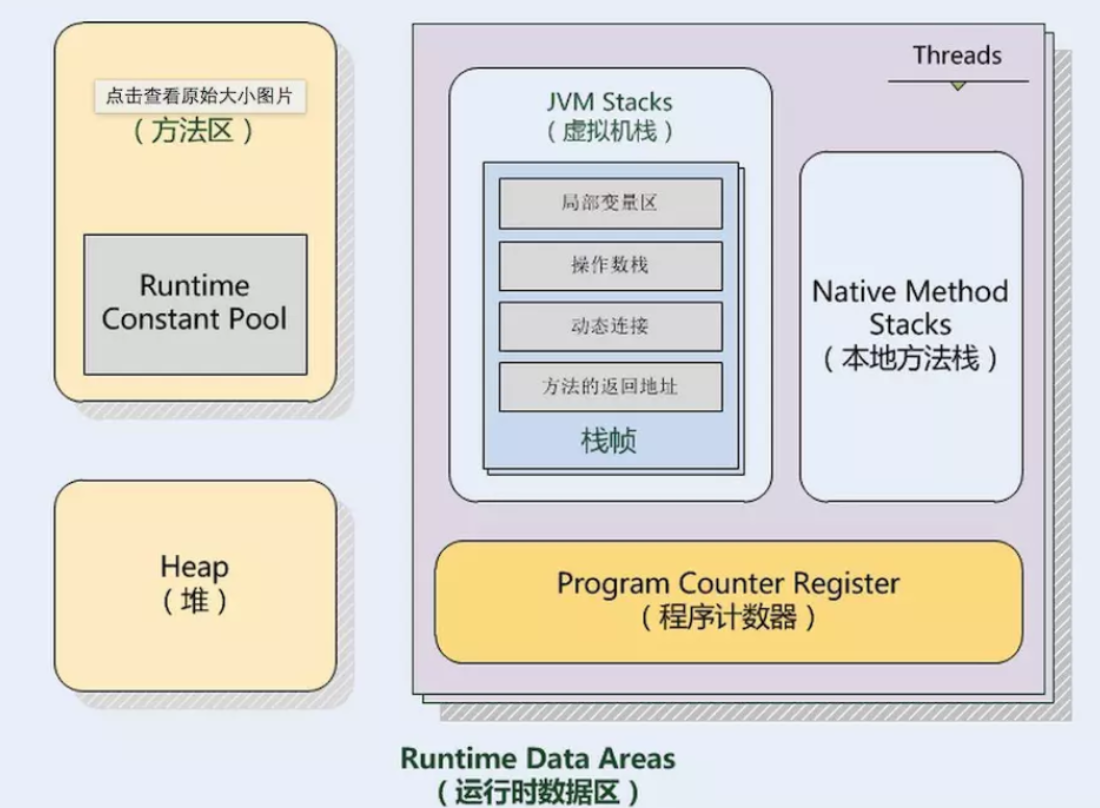 点击查看原始大小图片
（方法区）
Runtime
Constant Pool
Heap
（堆）
Threads
JVM Stacks
（虚拟机栈）
局部变量区
操作数栈
动态连接
方法的返回地址
栈帧
Native Method
Stacks
（本地方法栈）
Program Counter Register
（程序计数器）
Runtime Data Areas
（运行时数据区）